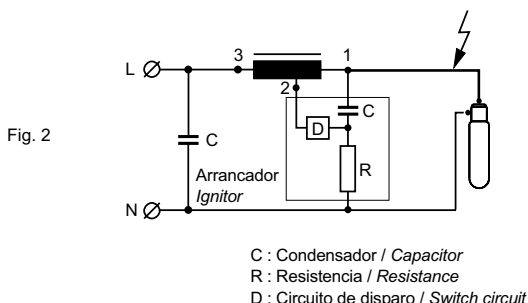 3
1
L
2
C
D
Fig. 2
C
Arrancador
R
Ignitor
N
C : Condensador / Capacitor
R : Resistencia / Resistance
D : Circuito de disparo / Switch circuit